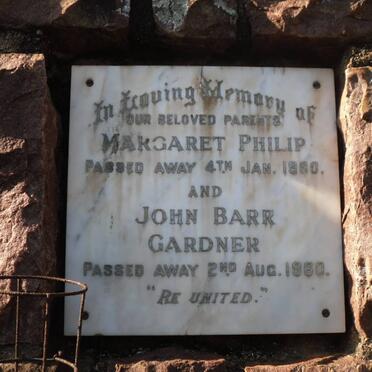 In Loving Memory of
OUR BELOVED PARENTS
MARGARET PHILIP
PASSED AWAY 4TH JAN. 1960.
AND
JOHN BARR
GARDNER
PASSED AWAY 2ND AUG. 1960.
"RE UNITED."